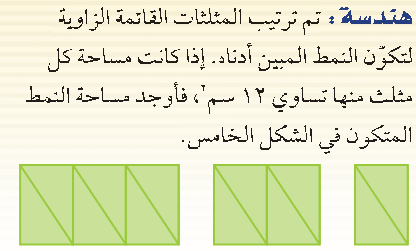 هندسة : تم ترتيب المثلثات القائمة الزاوية
لتكوّن النمط المبين أدناه. إذا كانت مساحة كل
مثلث منها تساوي ١٢ سم٢، فأوجد مساحة النمط
المتكون في الشكل الخامس.